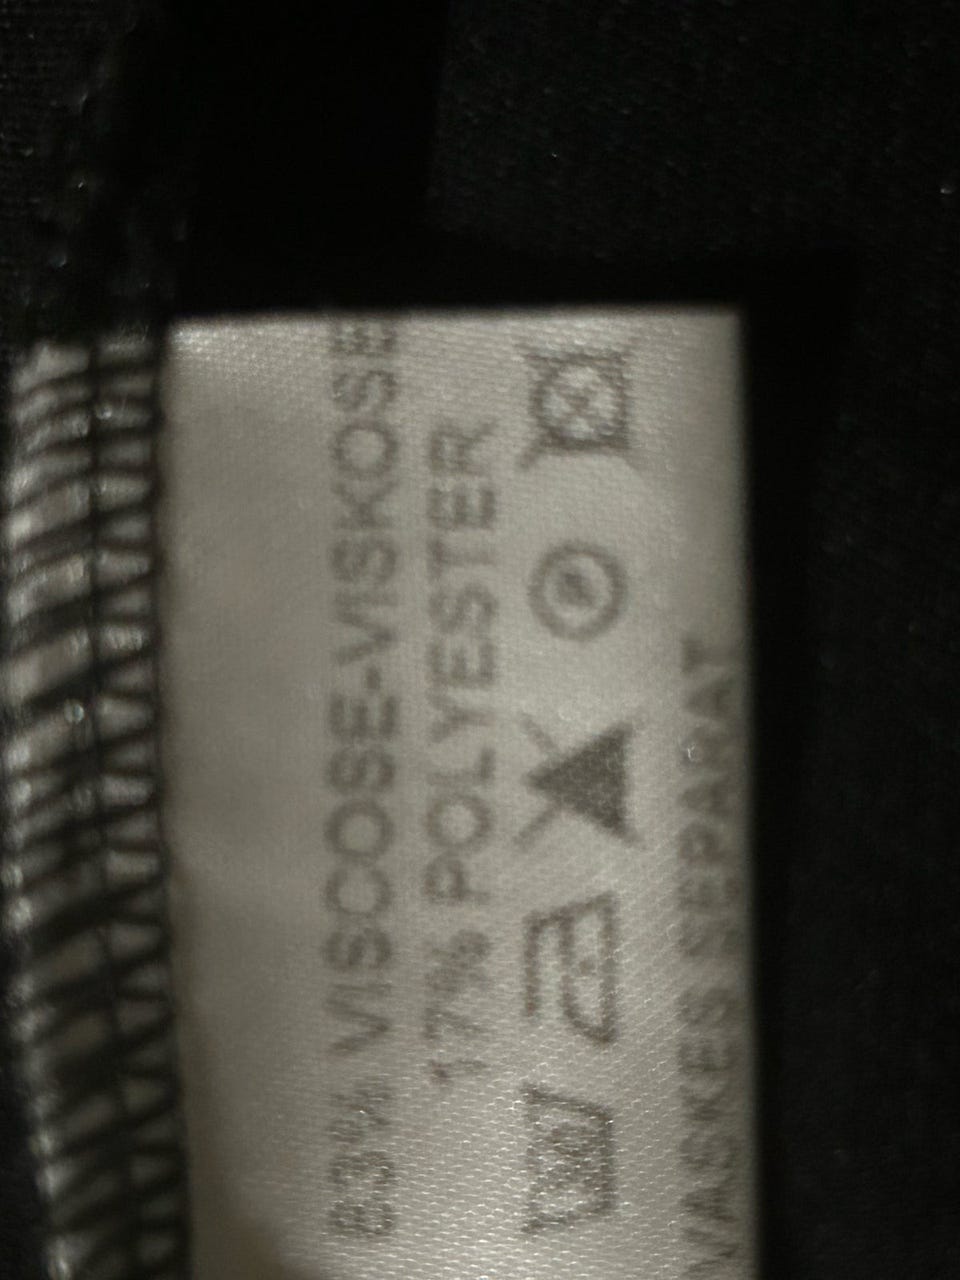 83% VISCOSE-VISKOSE
17% POLYESTER
VASKES SEPARAT